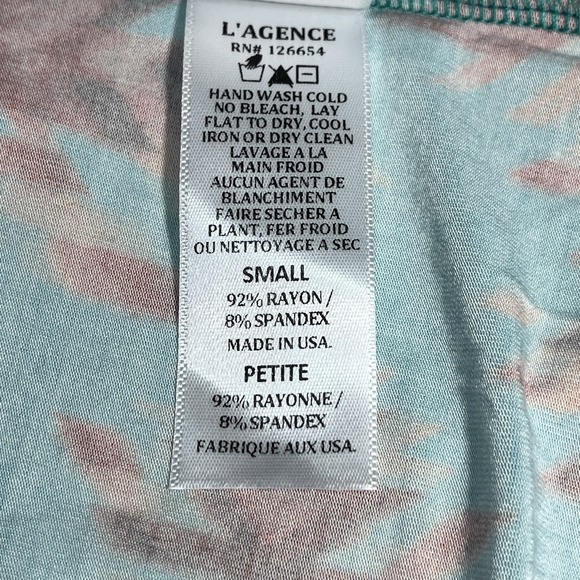 L'AGENCE
RN# 126654
HAND WASH COLD
NO BLEACH, LAY
FLAT TO DRY, COOL
IRON OR DRY CLEAN
LAVAGE A LA
MAIN FROID
AUCUN AGENT DE
BLANCHIMENT
FAIRE SECHER A
PLANT, FER FROID
OU NETTOYAGE A SEC
SMALL
92% RAYON /
8% SPANDEX
MADE IN USA.
PETITE
92% RAYONNE /
8% SPANDEX
FABRIQUE AUX USA.